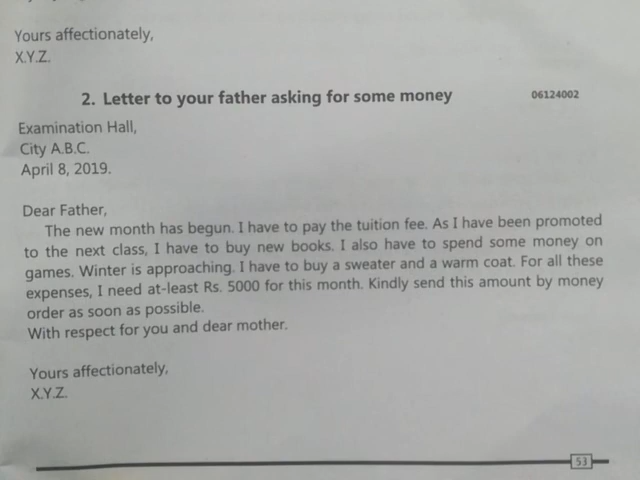 Yours affectionately,
X.Y.Z.
2. Letter to your father asking for some money
06124002
Examination Hall,
City A.B.C.
April 8, 2019.
Dear Father,
The new month has begun. I have to pay the tuition fee. As I have been promoted
to the next class, I have to buy new books. I also have to spend some money on
games. Winter is approaching. I have to buy a sweater and a warm coat. For all these
expenses, I need at-least Rs. 5000 for this month. Kindly send this amount by money
order as soon as possible.
With respect for you and dear mother.
Yours affectionately,
X.Y.Z.
53